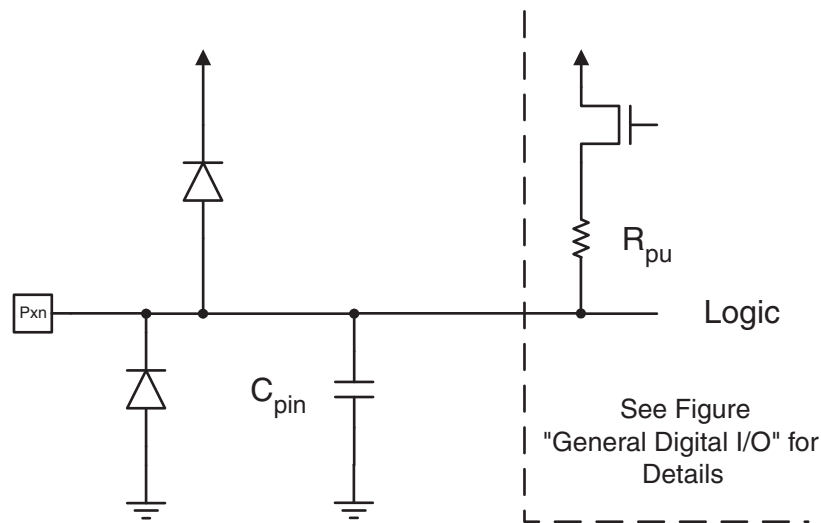 R_pu
Pxn
Logic
C_pin
See Figure
"General Digital I/O" for
Details